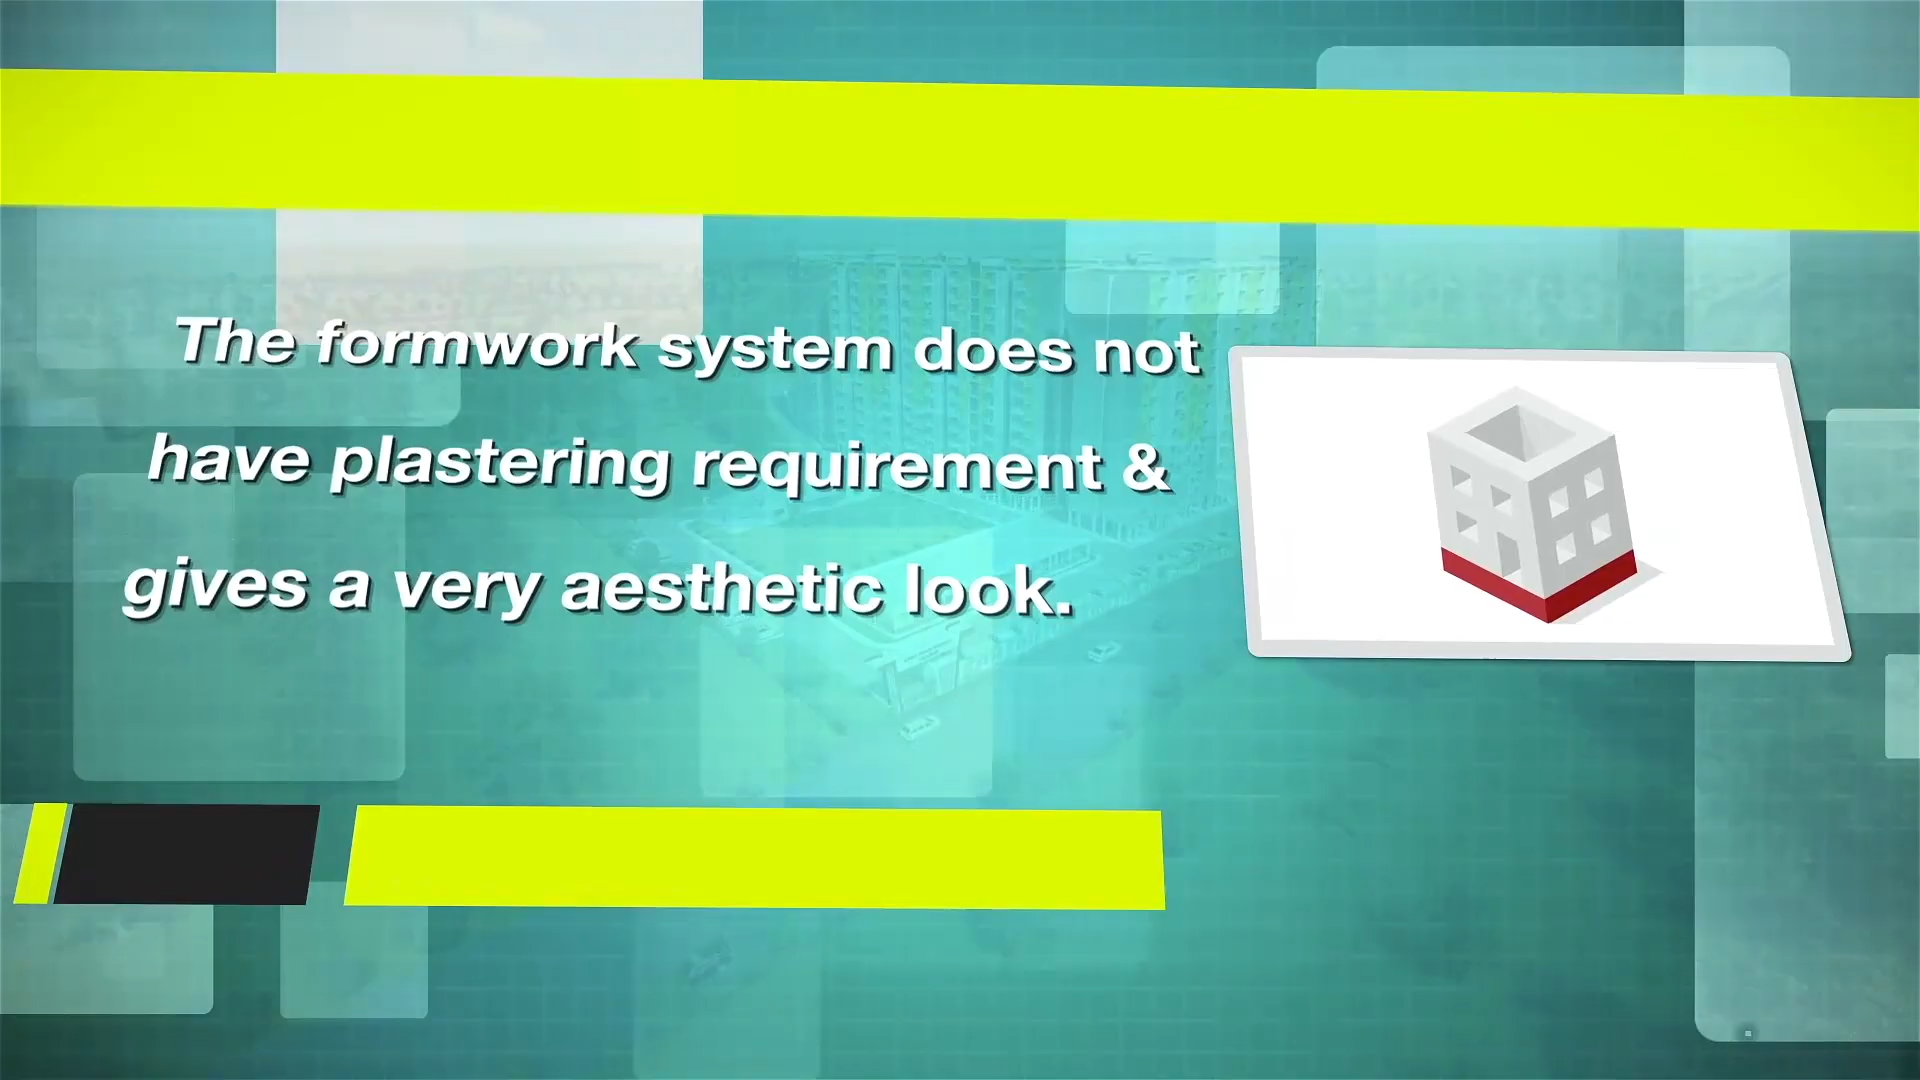 The formwork system does not
have plastering requirement &
gives a very aesthetic look.